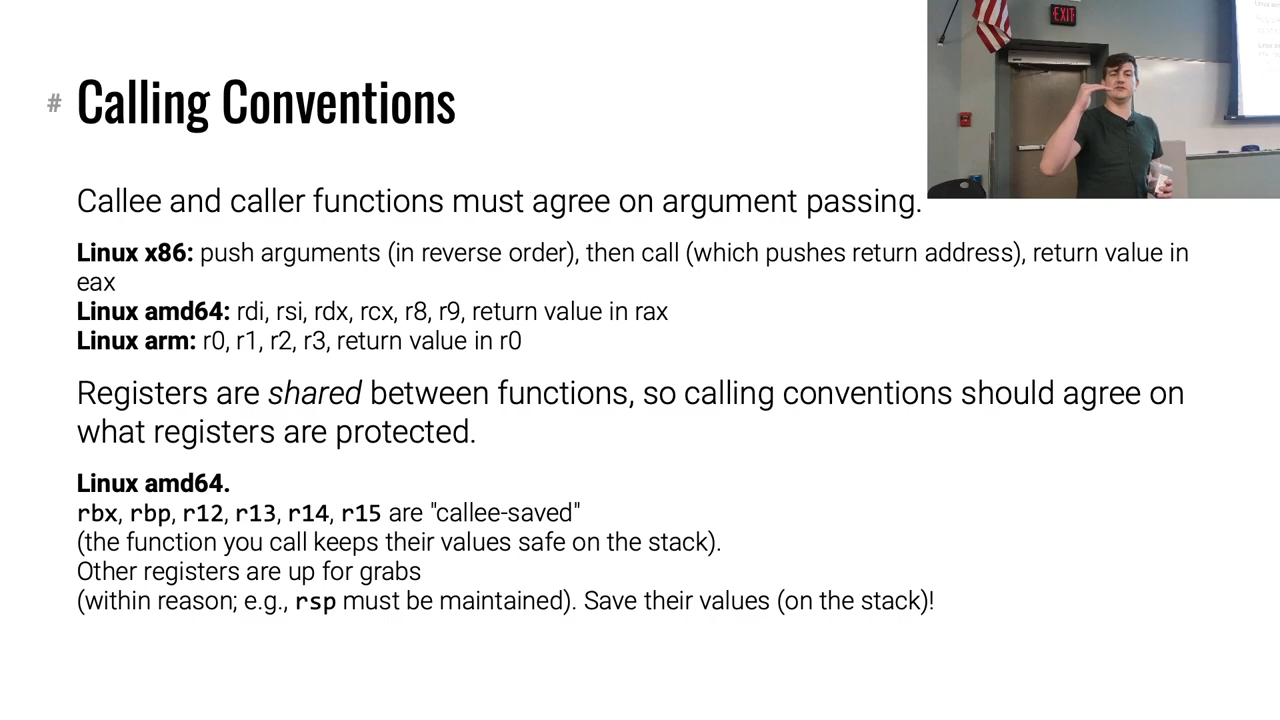 EXIT
# Calling Conventions
Callee and caller functions must agree on argument passing.
Linux x86: push arguments (in reverse order), then call (which pushes return address), return value in
eax
Linux amd64: rdi, rsi, rdx, rcx, r8, r9, return value in rax
Linux arm: r0, r1, r2, r3, return value in r0
Registers are shared between functions, so calling conventions should agree on
what registers are protected.
Linux amd64.
rbx, rbp, r12, r13, r14, r15 are "callee-saved"
(the function you call keeps their values safe on the stack).
Other registers are up for grabs
(within reason; e.g., rsp must be maintained). Save their values (on the stack)!